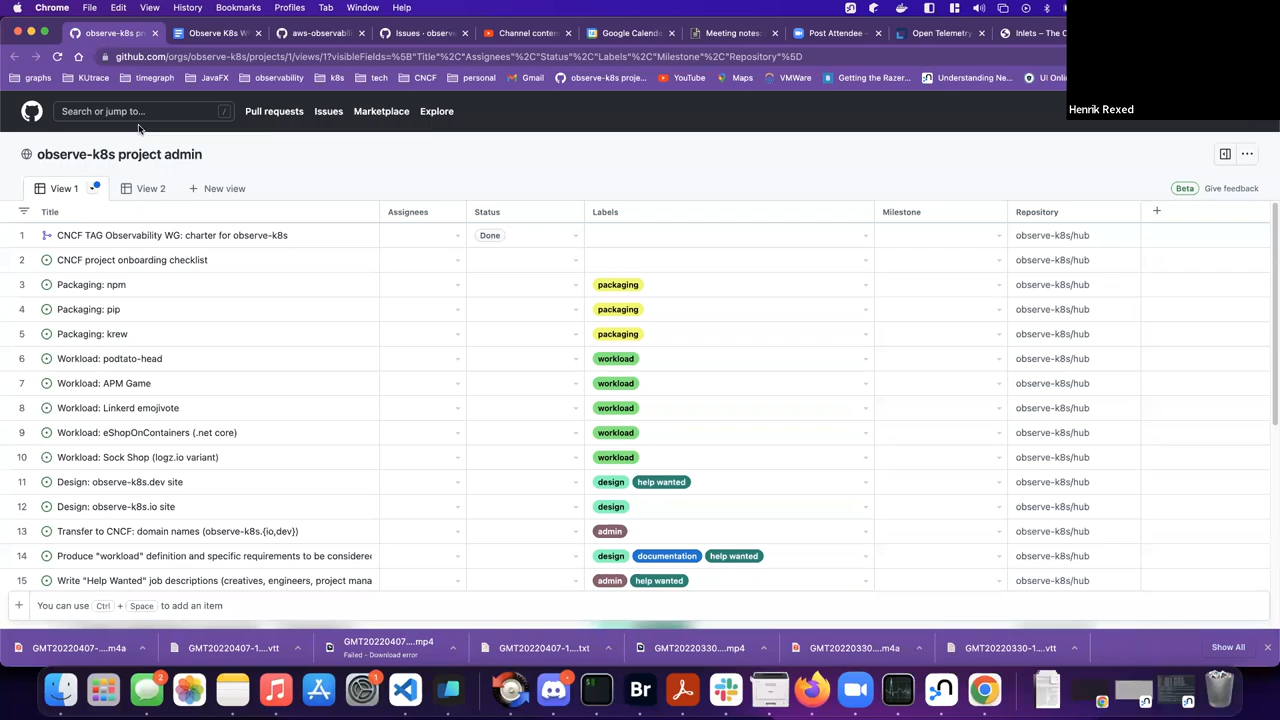 Chrome File Edit View History Bookmarks Profiles Tab Window Help
observe-k8s pr Observe K8s W aws-observabili Issues - observe Channel content Google Calenda Meeting notes: Post Attendee – Open Telemetry Inlets – The Clo
github.com/orgs/observe-k8s/projects/1/views/1?visibleFields=%5B"Title"%2C"Assignees"%2C"Status"%2C"Labels"%2C"Milestone"%2C"Repository"%5D
graphs KUtrace timegraph JavaFX observability k8s tech CNCF personal Gmail observe-k8s proje... YouTube Maps VMWare Getting the Razer... Understanding Ne... UI Onli
Henrik Rexed
Search or jump to... / Pull requests Issues Marketplace Explore
observe-k8s project admin
View 1 View 2 + New view Beta Give feedback
Title Assignees Status Labels Milestone Repository +
1 CNCF TAG Observability WG: charter for observe-k8s Done observe-k8s/hub
2 CNCF project onboarding checklist observe-k8s/hub
3 Packaging: npm packaging observe-k8s/hub
4 Packaging: pip packaging observe-k8s/hub
5 Packaging: krew packaging observe-k8s/hub
6 Workload: podtato-head workload observe-k8s/hub
7 Workload: APM Game workload observe-k8s/hub
8 Workload: Linkerd emojivote workload observe-k8s/hub
9 Workload: eShopOnContainers (.net core) workload observe-k8s/hub
10 Workload: Sock Shop (logz.io variant) workload observe-k8s/hub
11 Design: observe-k8s.dev site design help wanted observe-k8s/hub
12 Design: observe-k8s.io site design observe-k8s/hub
13 Transfer to CNCF: domain names (observe-k8s.{io,dev}) admin observe-k8s/hub
14 Produce "workload" definition and specific requirements to be considere design documentation help wanted observe-k8s/hub
15 Write "Help Wanted" job descriptions (creatives, engineers, project mana admin help wanted observe-k8s/hub
+ You can use Ctrl + Space to add an item
GMT20220407-....m4a GMT20220407-1....vtt GMT20220407....mp4 GMT20220407-1....txt GMT20220330-....mp4 GMT20220330-....m4a GMT20220330-1....vtt Show All
Failed - Download error
2 1 Br